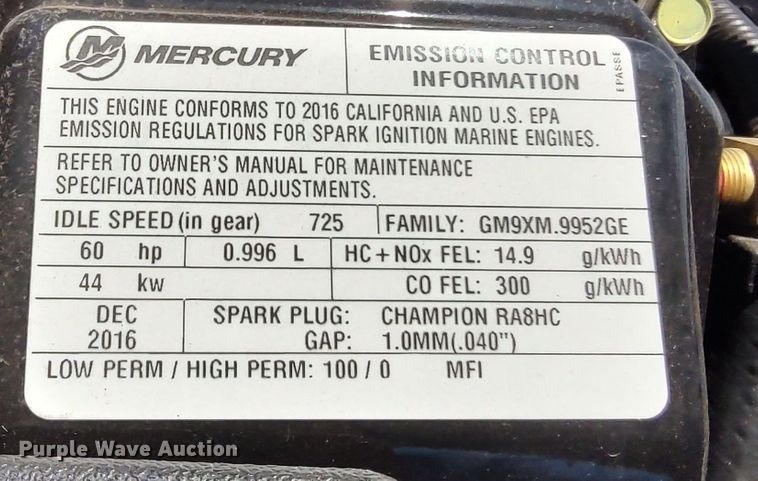 MERCURY
EMISSION CONTROL
INFORMATION
EPASSE
THIS ENGINE CONFORMS TO 2016 CALIFORNIA AND U.S. EPA
EMISSION REGULATIONS FOR SPARK IGNITION MARINE ENGINES.
REFER TO OWNER'S MANUAL FOR MAINTENANCE
SPECIFICATIONS AND ADJUSTMENTS.
IDLE SPEED (in gear) 725 FAMILY: GM9XM.9952GE
60 hp 0.996 L HC + NOx FEL: 14.9 g/kWh
44 kw CO FEL: 300 g/kWh
DEC SPARK PLUG: CHAMPION RA8HC
2016 GAP: 1.0MM(.040")
LOW PERM / HIGH PERM: 100 / 0 MFI
Purple Wave Auction